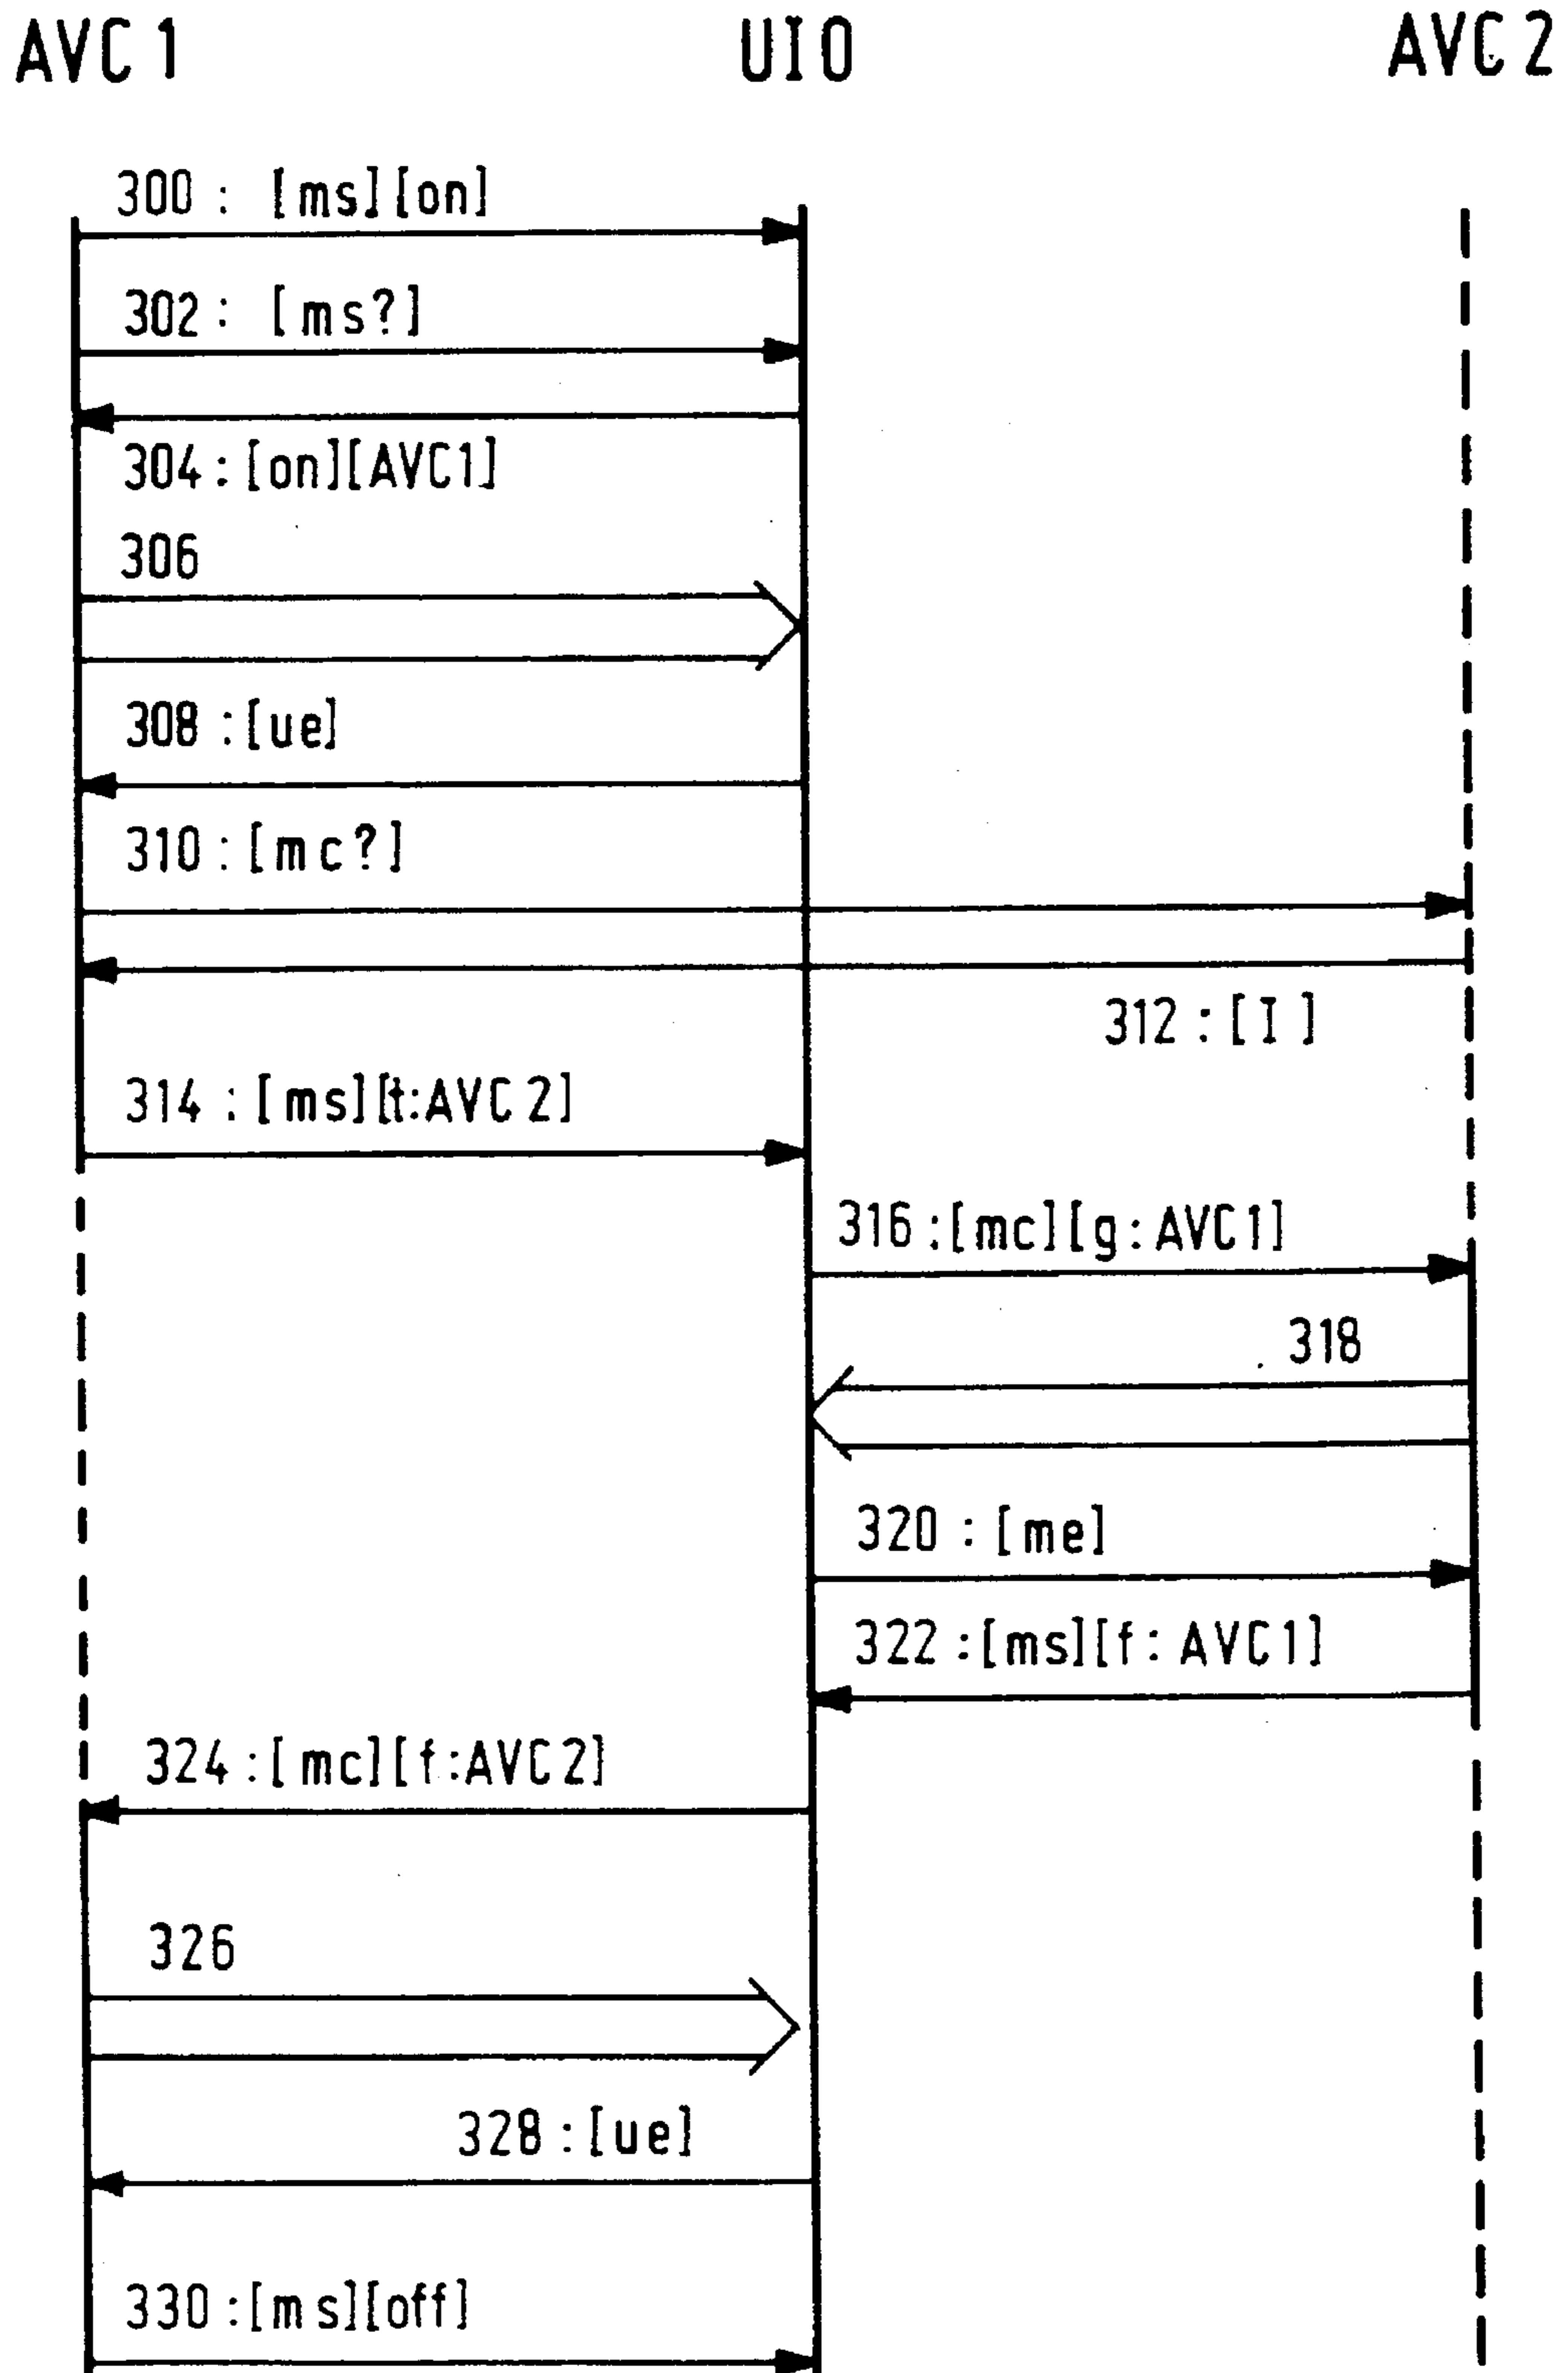 AVC 1 UIO AVC 2
300 : [ms][on]
302 : [ms?]
304 : [on][AVC1]
306
308 : [ue]
310 : [mc?]
312 : [I]
314 : [ms][t:AVC 2]
316 : [mc][g: AVC1]
318
320 : [me]
322 : [ms][f: AVC1]
324 : [mc][f:AVC2]
326
328 : [ue]
330 : [ms][off]